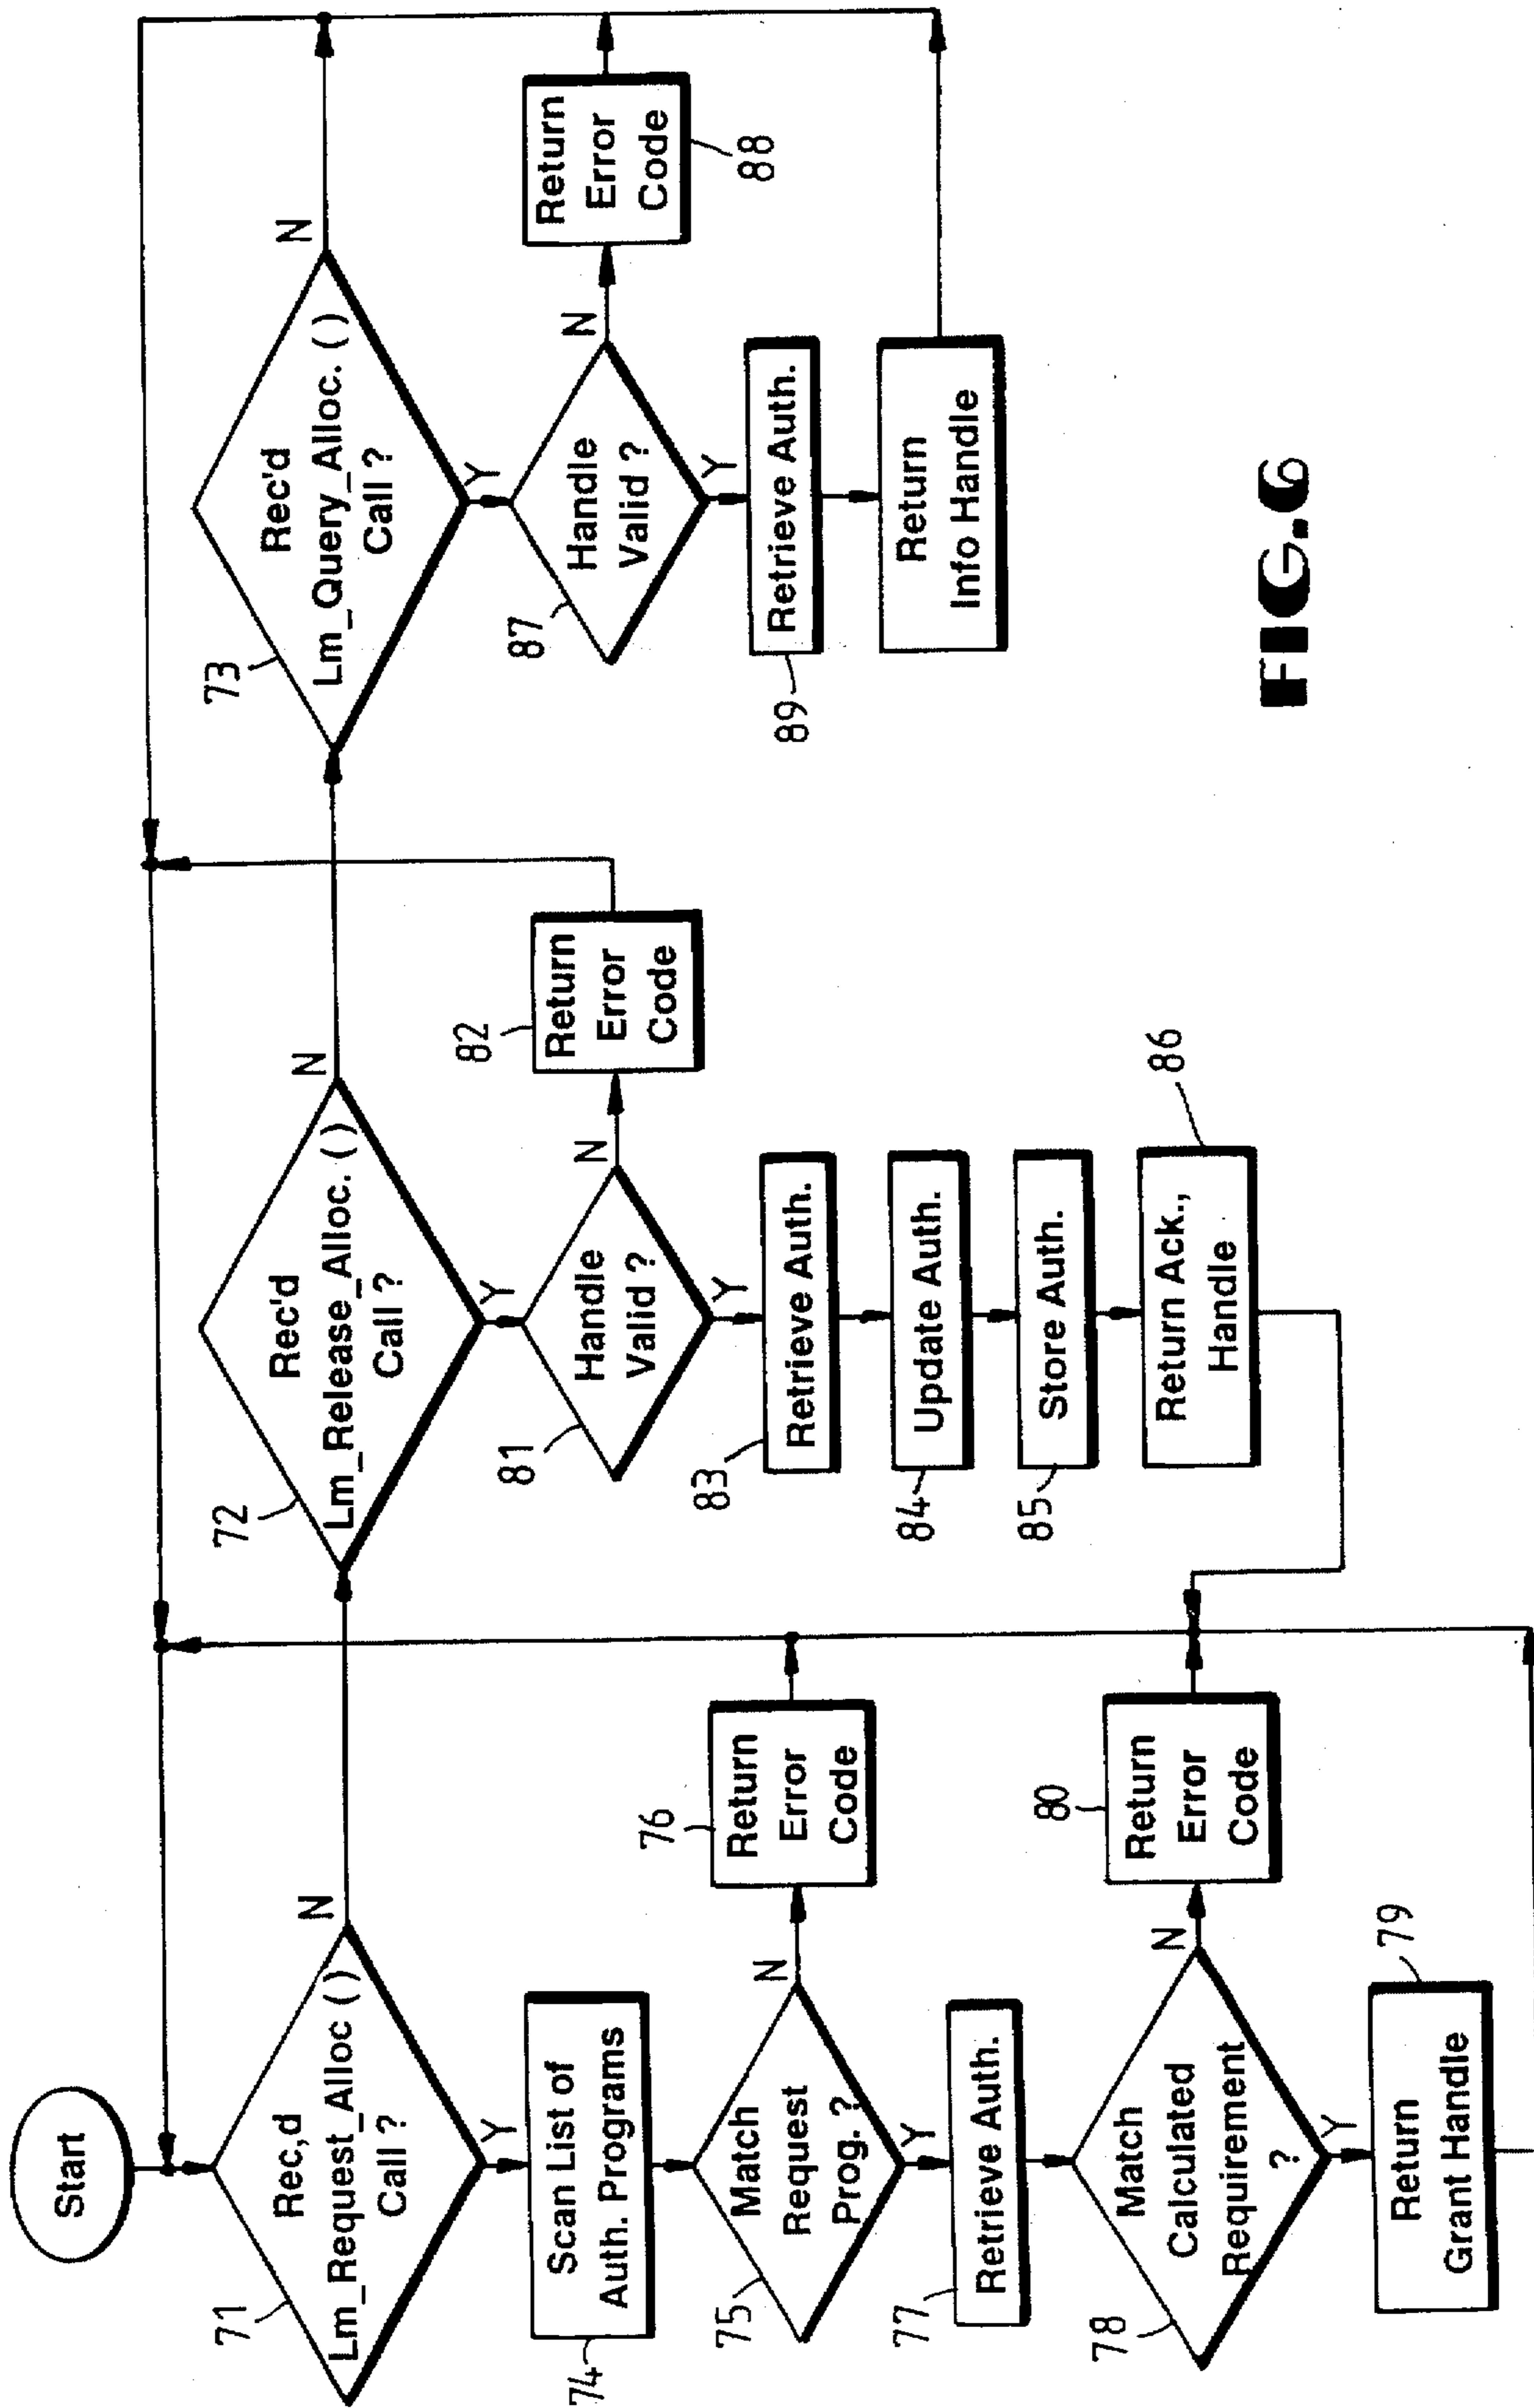 Start
71
Rec,d
Lm_Request_Alloc ( )
Call ?
N
Y
74
Scan List of
Auth. Programs
75
Match
Request
Prog. ?
N
Y
76
Return
Error
Code
77
Retrieve Auth.
78
Match
Calculated
Requirement
?
N
Y
80
Return
Error
Code
79
Return
Grant Handle
72
Rec'd
Lm_Release_Alloc. ( )
Call ?
N
Y
81
Handle
Valid ?
N
Y
82
Return
Error
Code
83
Retrieve Auth.
84
Update Auth.
85
Store Auth.
86
Return Ack.,
Handle
73
Rec'd
Lm_Query_Alloc. ( )
Call ?
N
Y
87
Handle
Valid ?
N
Y
88
Return
Error
Code
89
Retrieve Auth.
Return
Info Handle
FIG.6